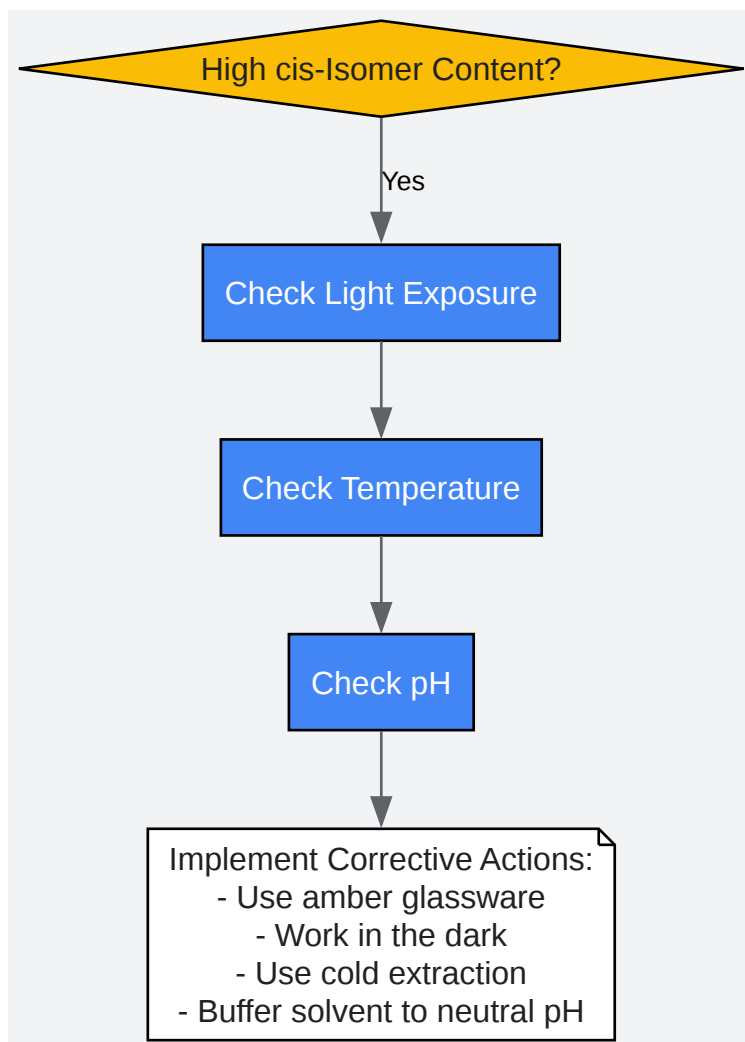 High cis-Isomer Content?
Yes
Check Light Exposure
Check Temperature
Check pH
Implement Corrective Actions:
- Use amber glassware
- Work in the dark
- Use cold extraction
- Buffer solvent to neutral pH